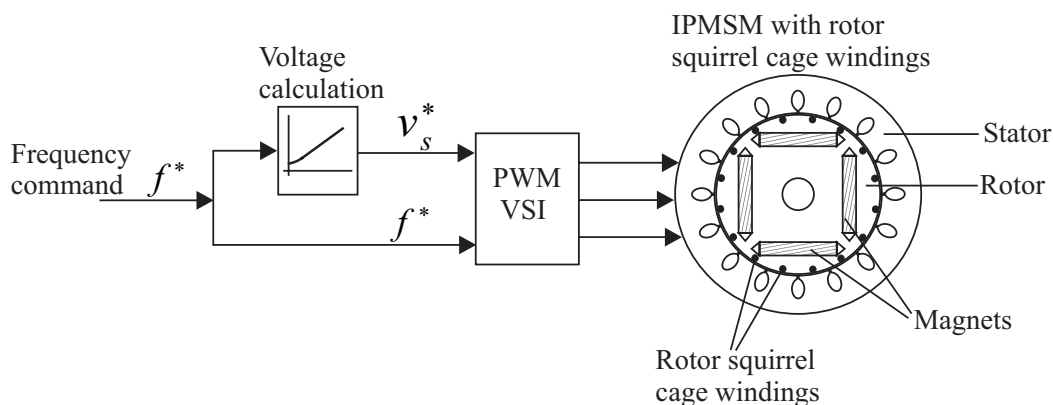 IPMSM with rotor
squirrel cage windings
Voltage
calculation
v*s
Stator
Frequency
command
f*
PWM
VSI
Rotor
f*
Magnets
Rotor squirrel
cage windings